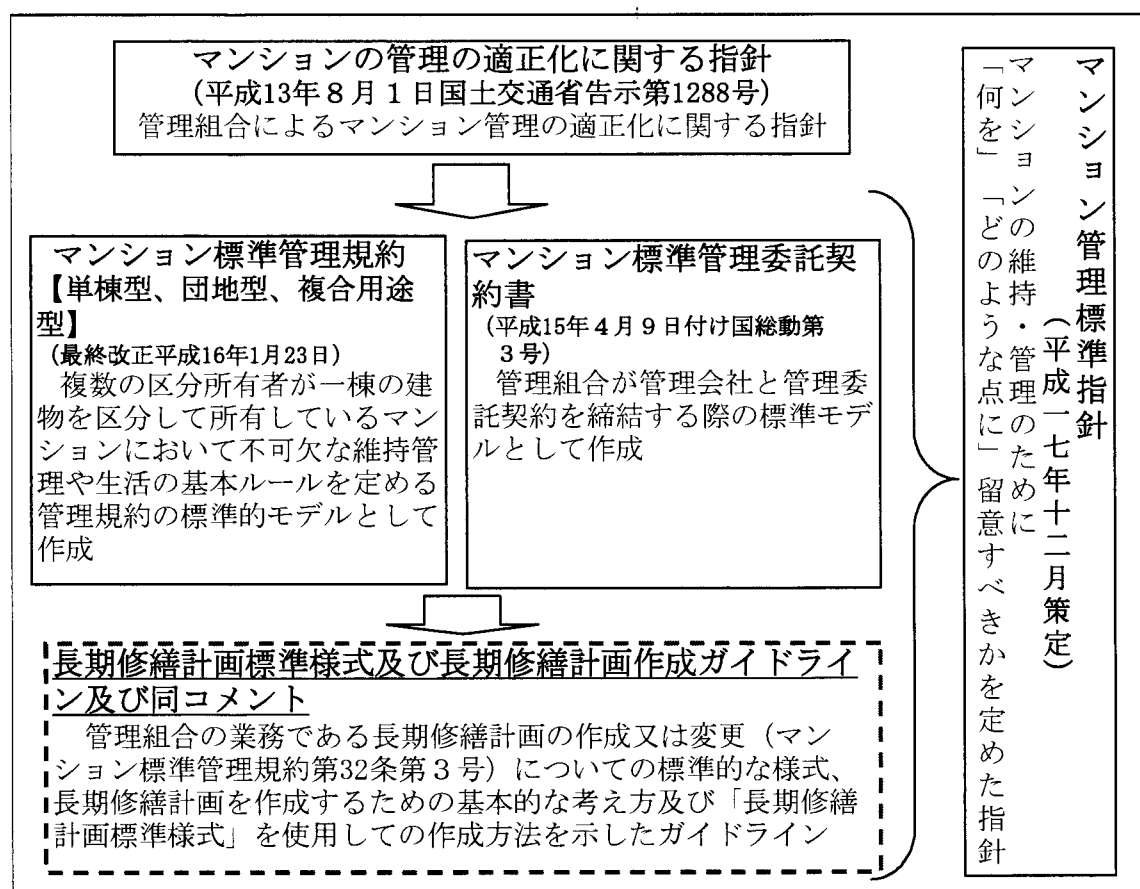 マンションの管理の適正化に関する指針
(平成13年8月1日国土交通省告示第1288号)
管理組合によるマンション管理の適正化に関する指針
マンション標準管理規約
【単棟型、団地型、複合用途
型】
(最終改正平成16年1月23日)
複数の区分所有者が一棟の建
物を区分して所有しているマン
ションにおいて不可欠な維持管
理や生活の基本ルールを定める
管理規約の標準的モデルとして
作成
マンション標準管理委託契
約書
(平成15年4月9日付け国総動第
3号)
管理組合が管理会社と管理委
託契約を締結する際の標準モデ
ルとして作成
長期修繕計画標準様式及び長期修繕計画作成ガイドライ
ン及び同コメント
管理組合の業務である長期修繕計画の作成又は変更(マン
ション標準管理規約第32条第3号)についての標準的な様式、
長期修繕計画を作成するための基本的な考え方及び「長期修繕
計画標準様式」を使用しての作成方法を示したガイドライン
マンション管理標準指針
(平成一七年十二月策定)
マンションの維持・管理のために
「何を」「どのような点に」留意すべきかを定めた指針